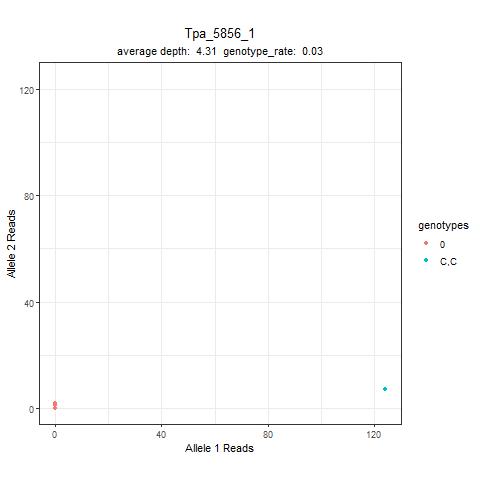 Tpa_5856_1
average depth:  4.31  genotype_rate:  0.03
120
80
40
0
Allele 2 Reads
0
40
80
120
Allele 1 Reads
genotypes
0
C,C